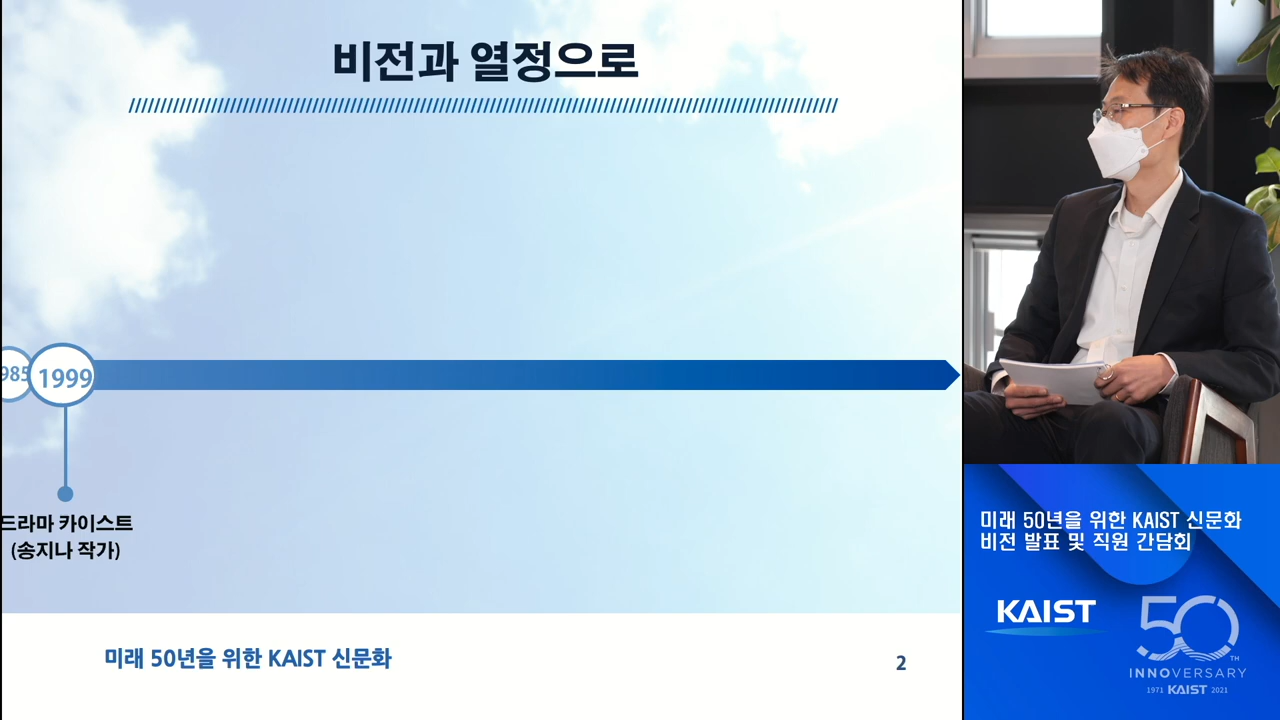 비전과 열정으로
985
1999
드라마 카이스트
(송지나 작가)
미래 50년을 위한 KAIST 신문화
2
미래 50년을 위한 KAIST 신문화
비전 발표 및 직원 간담회
KAIST
50
TH
INNOVERSARY
1971 KAIST 2021